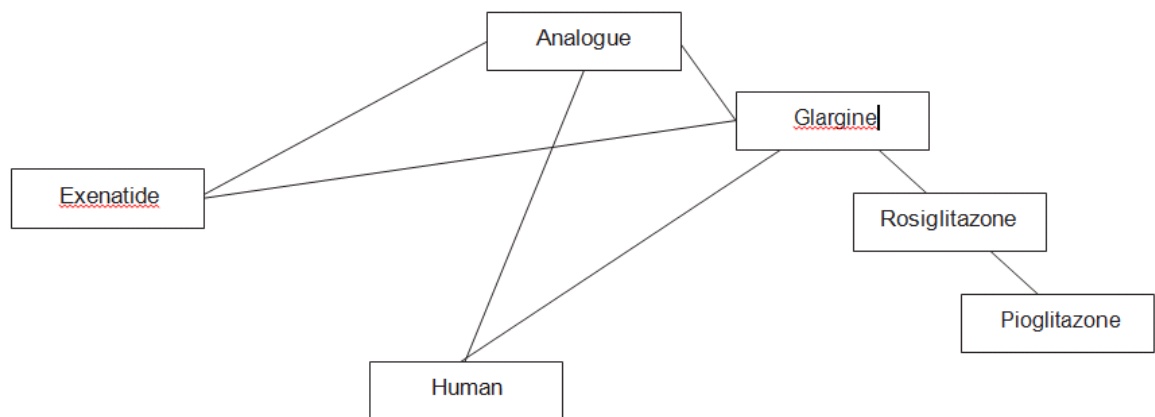 Analogue
Glargine
Exenatide
Rosiglitazone
Pioglitazone
Human